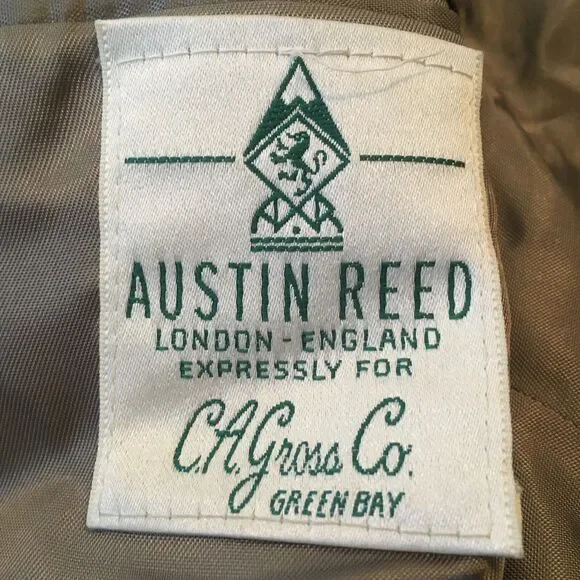 AUSTIN REED
LONDON - ENGLAND
EXPRESSLY FOR
C.A. Gross Co.
GREEN BAY